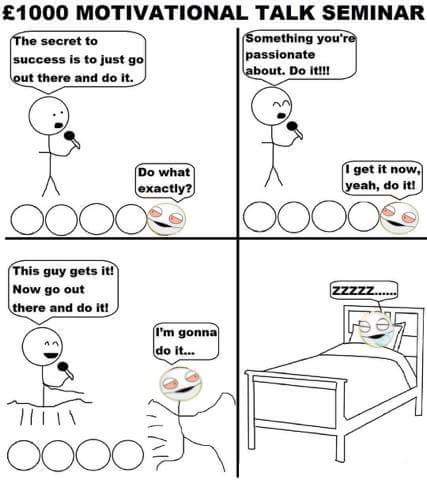 £1000 MOTIVATIONAL TALK SEMINAR
The secret to
success is to just go
out there and do it.
Do what
exactly?
Something you're
passionate
about. Do it!!!
I get it now,
yeah, do it!
This guy gets it!
Now go out
there and do it!
I'm gonna
do it...
zzzzz......